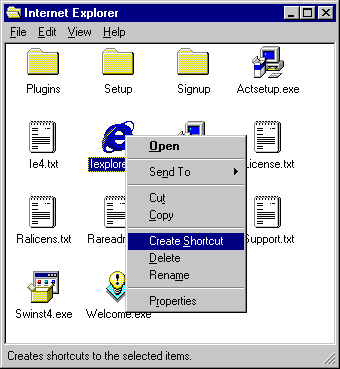 Internet Explorer
File Edit View Help
Plugins Setup Signup Actsetup.exe
Ie4.txt Iexplore License.txt
Open
Send To
Cut
Copy
Ralicens.txt Rareadm Support.txt
Create Shortcut
Delete
Rename
Swinst4.exe Welcome.exe
Properties
Creates shortcuts to the selected items.